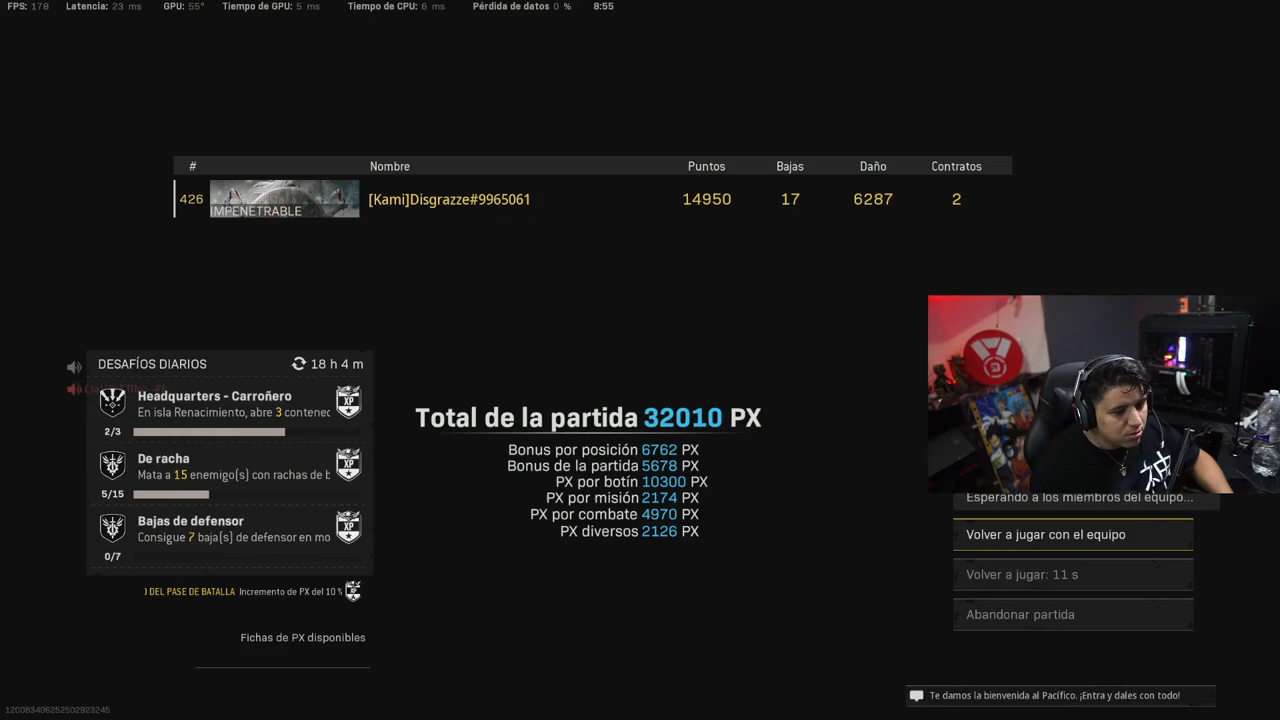 FPS: 178 Latencia: 23 ms GPU: 55° Tiempo de GPU: 5 ms Tiempo de CPU: 6 ms Pérdida de datos 0 % 8:55
# Nombre Puntos Bajas Daño Contratos
426 IMPENETRABLE [Kami]Disgrazze#9965061 14950 17 6287 2
DESAFÍOS DIARIOS 18 h 4 m
Headquarters - Carroñero
En isla Renacimiento, abre 3 contened
XP
2/3
De racha
Mata a 15 enemigo(s) con rachas de b
XP
5/15
Bajas de defensor
Consigue 7 baja(s) de defensor en mo
XP
0/7
DEL PASE DE BATALLA Incremento de PX del 10 % XP
Fichas de PX disponibles
Total de la partida 32010 PX
Bonus por posición 6762 PX
Bonus de la partida 5678 PX
PX por botín 10300 PX
PX por misión 2174 PX
PX por combate 4970 PX
PX diversos 2126 PX
神
Esperando a los miembros del equipo...
Volver a jugar con el equipo
Volver a jugar: 11 s
Abandonar partida
Te damos la bienvenida al Pacífico. ¡Entra y dales con todo!
120083406252502923245